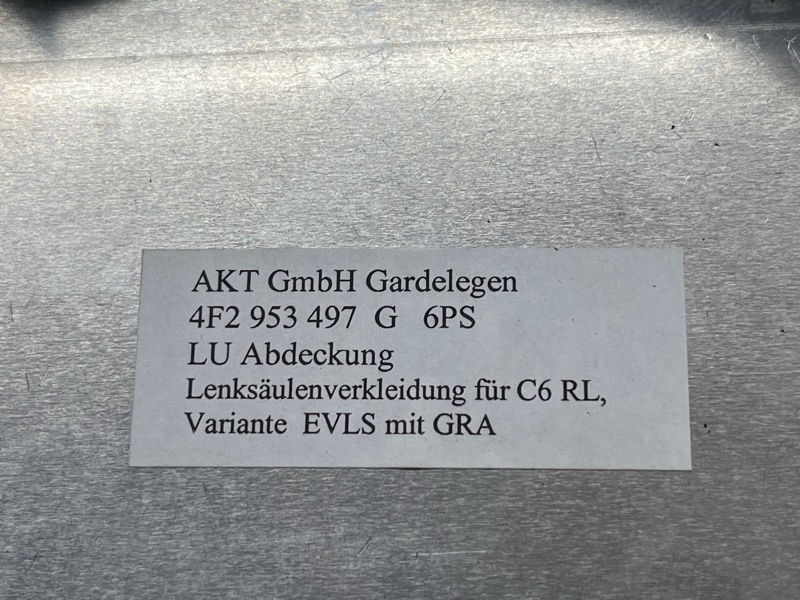 AKT GmbH Gardelegen
4F2 953 497 G 6PS
LU Abdeckung
Lenksäulenverkleidung für C6 RL,
Variante EVLS mit GRA